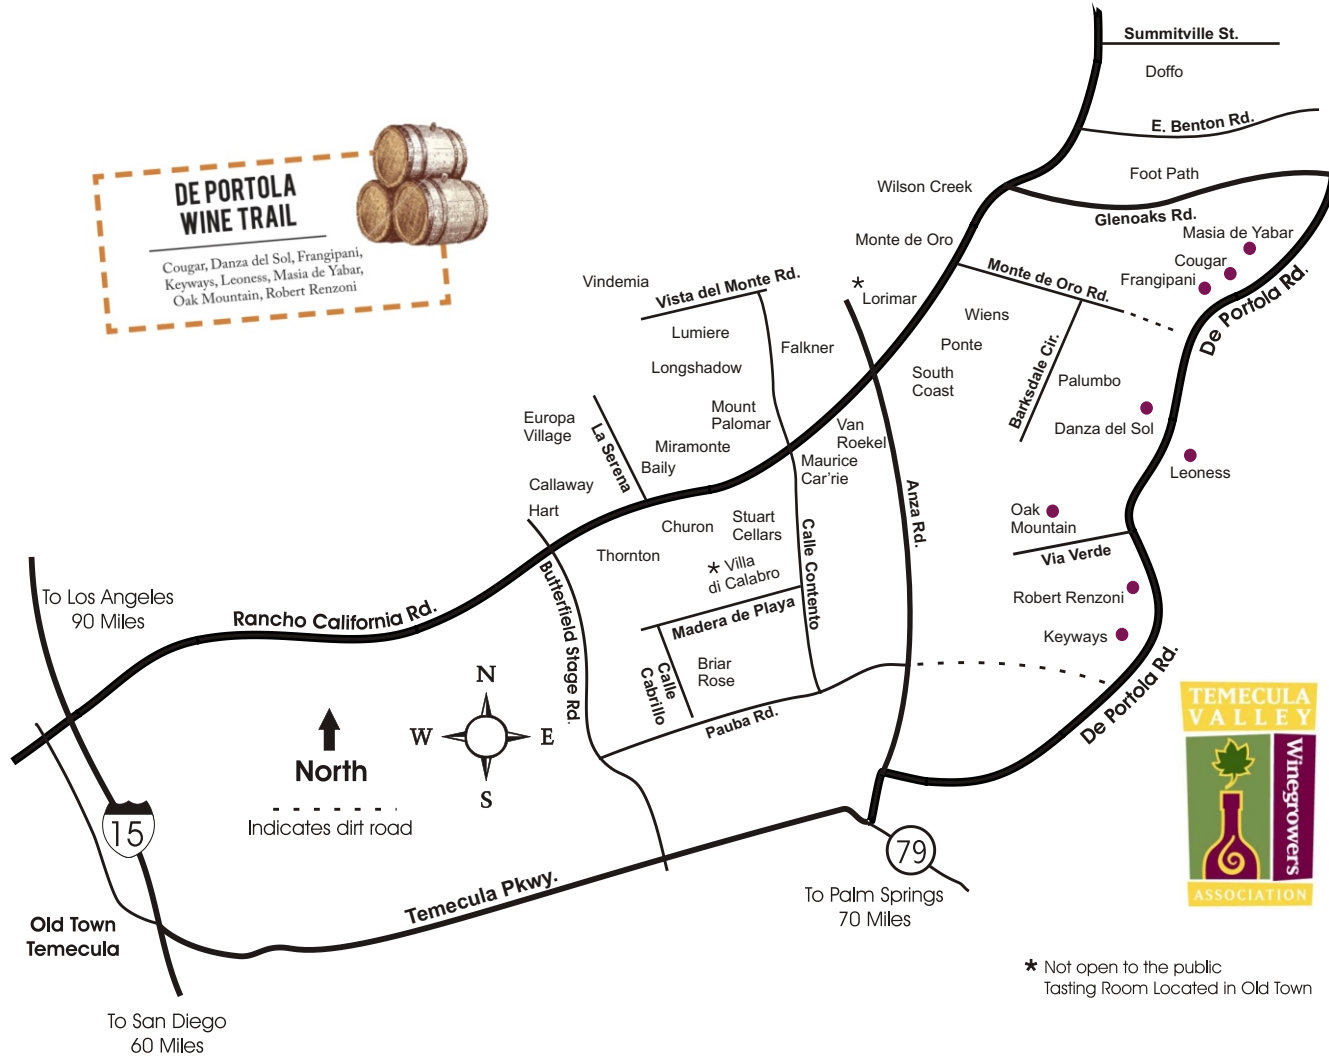 Summitville St.
Doffo
E. Benton Rd.
Foot Path
Wilson Creek
Glenoaks Rd.
DE PORTOLA
WINE TRAIL
Cougar, Danza del Sol, Frangipani,
Keyways, Leoness, Masia de Yabar,
Oak Mountain, Robert Renzoni
Monte de Oro
Masia de Yabar
Cougar
Frangipani
Monte de Oro Rd.
De Portola Rd.
Vindemia
Vista del Monte Rd.
* Lorimar
Lumiere
Falkner
Wiens
Ponte
Longshadow
South
Coast
Barksdale Cir.
Palumbo
Europa
Village
La Serena
Mount
Palomar
Miramonte
Baily
Van
Roekel
Maurice
Car'rie
Danza del Sol
Leoness
Callaway
Hart
Anza Rd.
Churon
Stuart
Cellars
Calle Contento
Oak
Mountain
Thornton
* Villa
di Calabro
Via Verde
Butterfield Stage Rd.
To Los Angeles
90 Miles
Rancho California Rd.
Madera de Playa
Robert Renzoni
Keyways
Calle
Cabrillo
Briar
Rose
Pauba Rd.
De Portola Rd.
N
W
E
S
North
Indicates dirt road
15
79
To Palm Springs
70 Miles
Temecula Pkwy.
Old Town
Temecula
To San Diego
60 Miles
TEMECULA
VALLEY
Winegrowers
ASSOCIATION
* Not open to the public
Tasting Room Located in Old Town